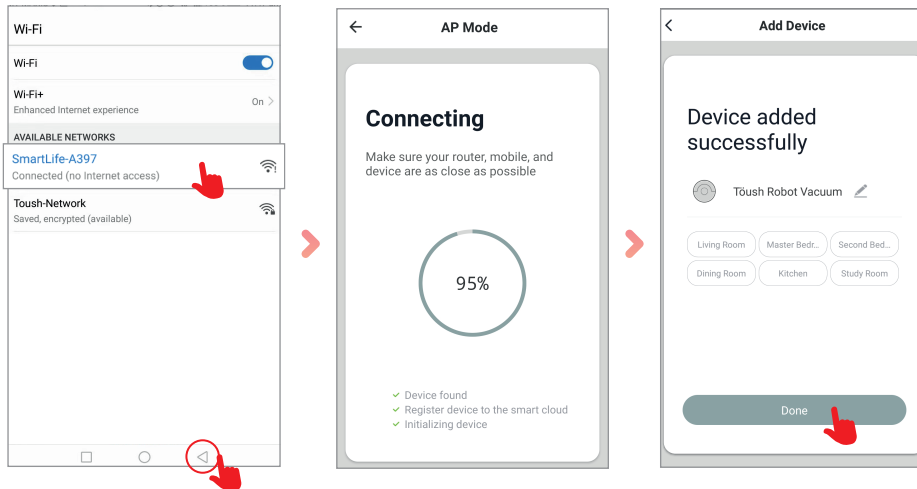 Wi-Fi
Wi-Fi
Wi-Fi+
Enhanced Internet experience
On
AVAILABLE NETWORKS
SmartLife-A397
Connected (no Internet access)
Toush-Network
Saved, encrypted (available)
AP Mode
Connecting
Make sure your router, mobile, and
device are as close as possible
95%
Device found
Register device to the smart cloud
Initializing device
Add Device
Device added
successfully
Töush Robot Vacuum
Living Room
Master Bedr...
Second Bed...
Dining Room
Kitchen
Study Room
Done